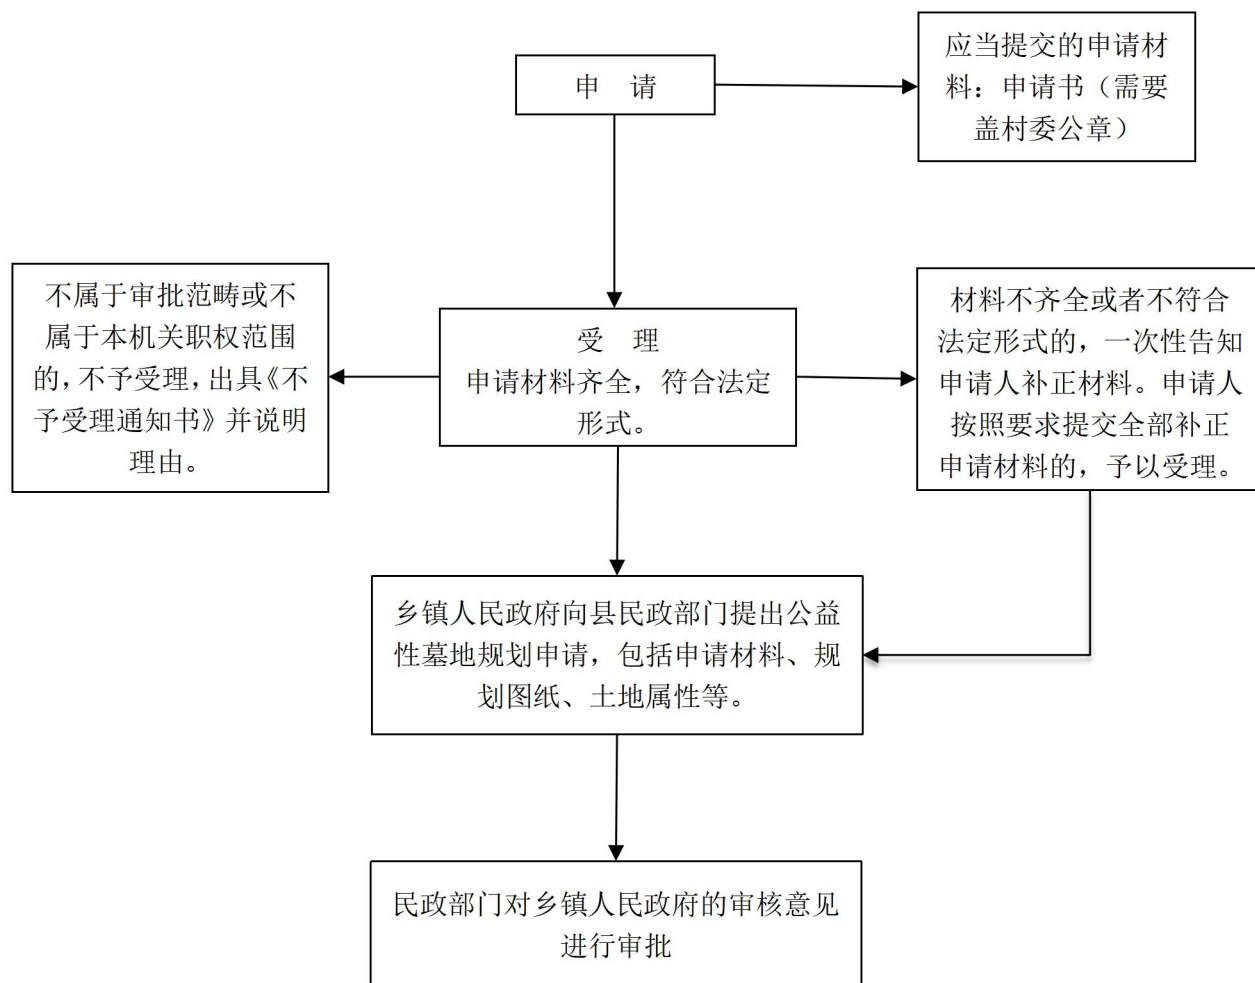 申 请
应当提交的申请材
料：申请书（需要
盖村委公章）
不属于审批范畴或不
属于本机关职权范围
的，不予受理，出具《不
予受理通知书》并说明
理由。
受 理
申请材料齐全，符合法定
形式。
材料不齐全或者不符合
法定形式的，一次性告知
申请人补正材料。申请人
按照要求提交全部补正
申请材料的，予以受理。
乡镇人民政府向县民政部门提出公益
性墓地规划申请，包括申请材料、规
划图纸、土地属性等。
民政部门对乡镇人民政府的审核意见
进行审批